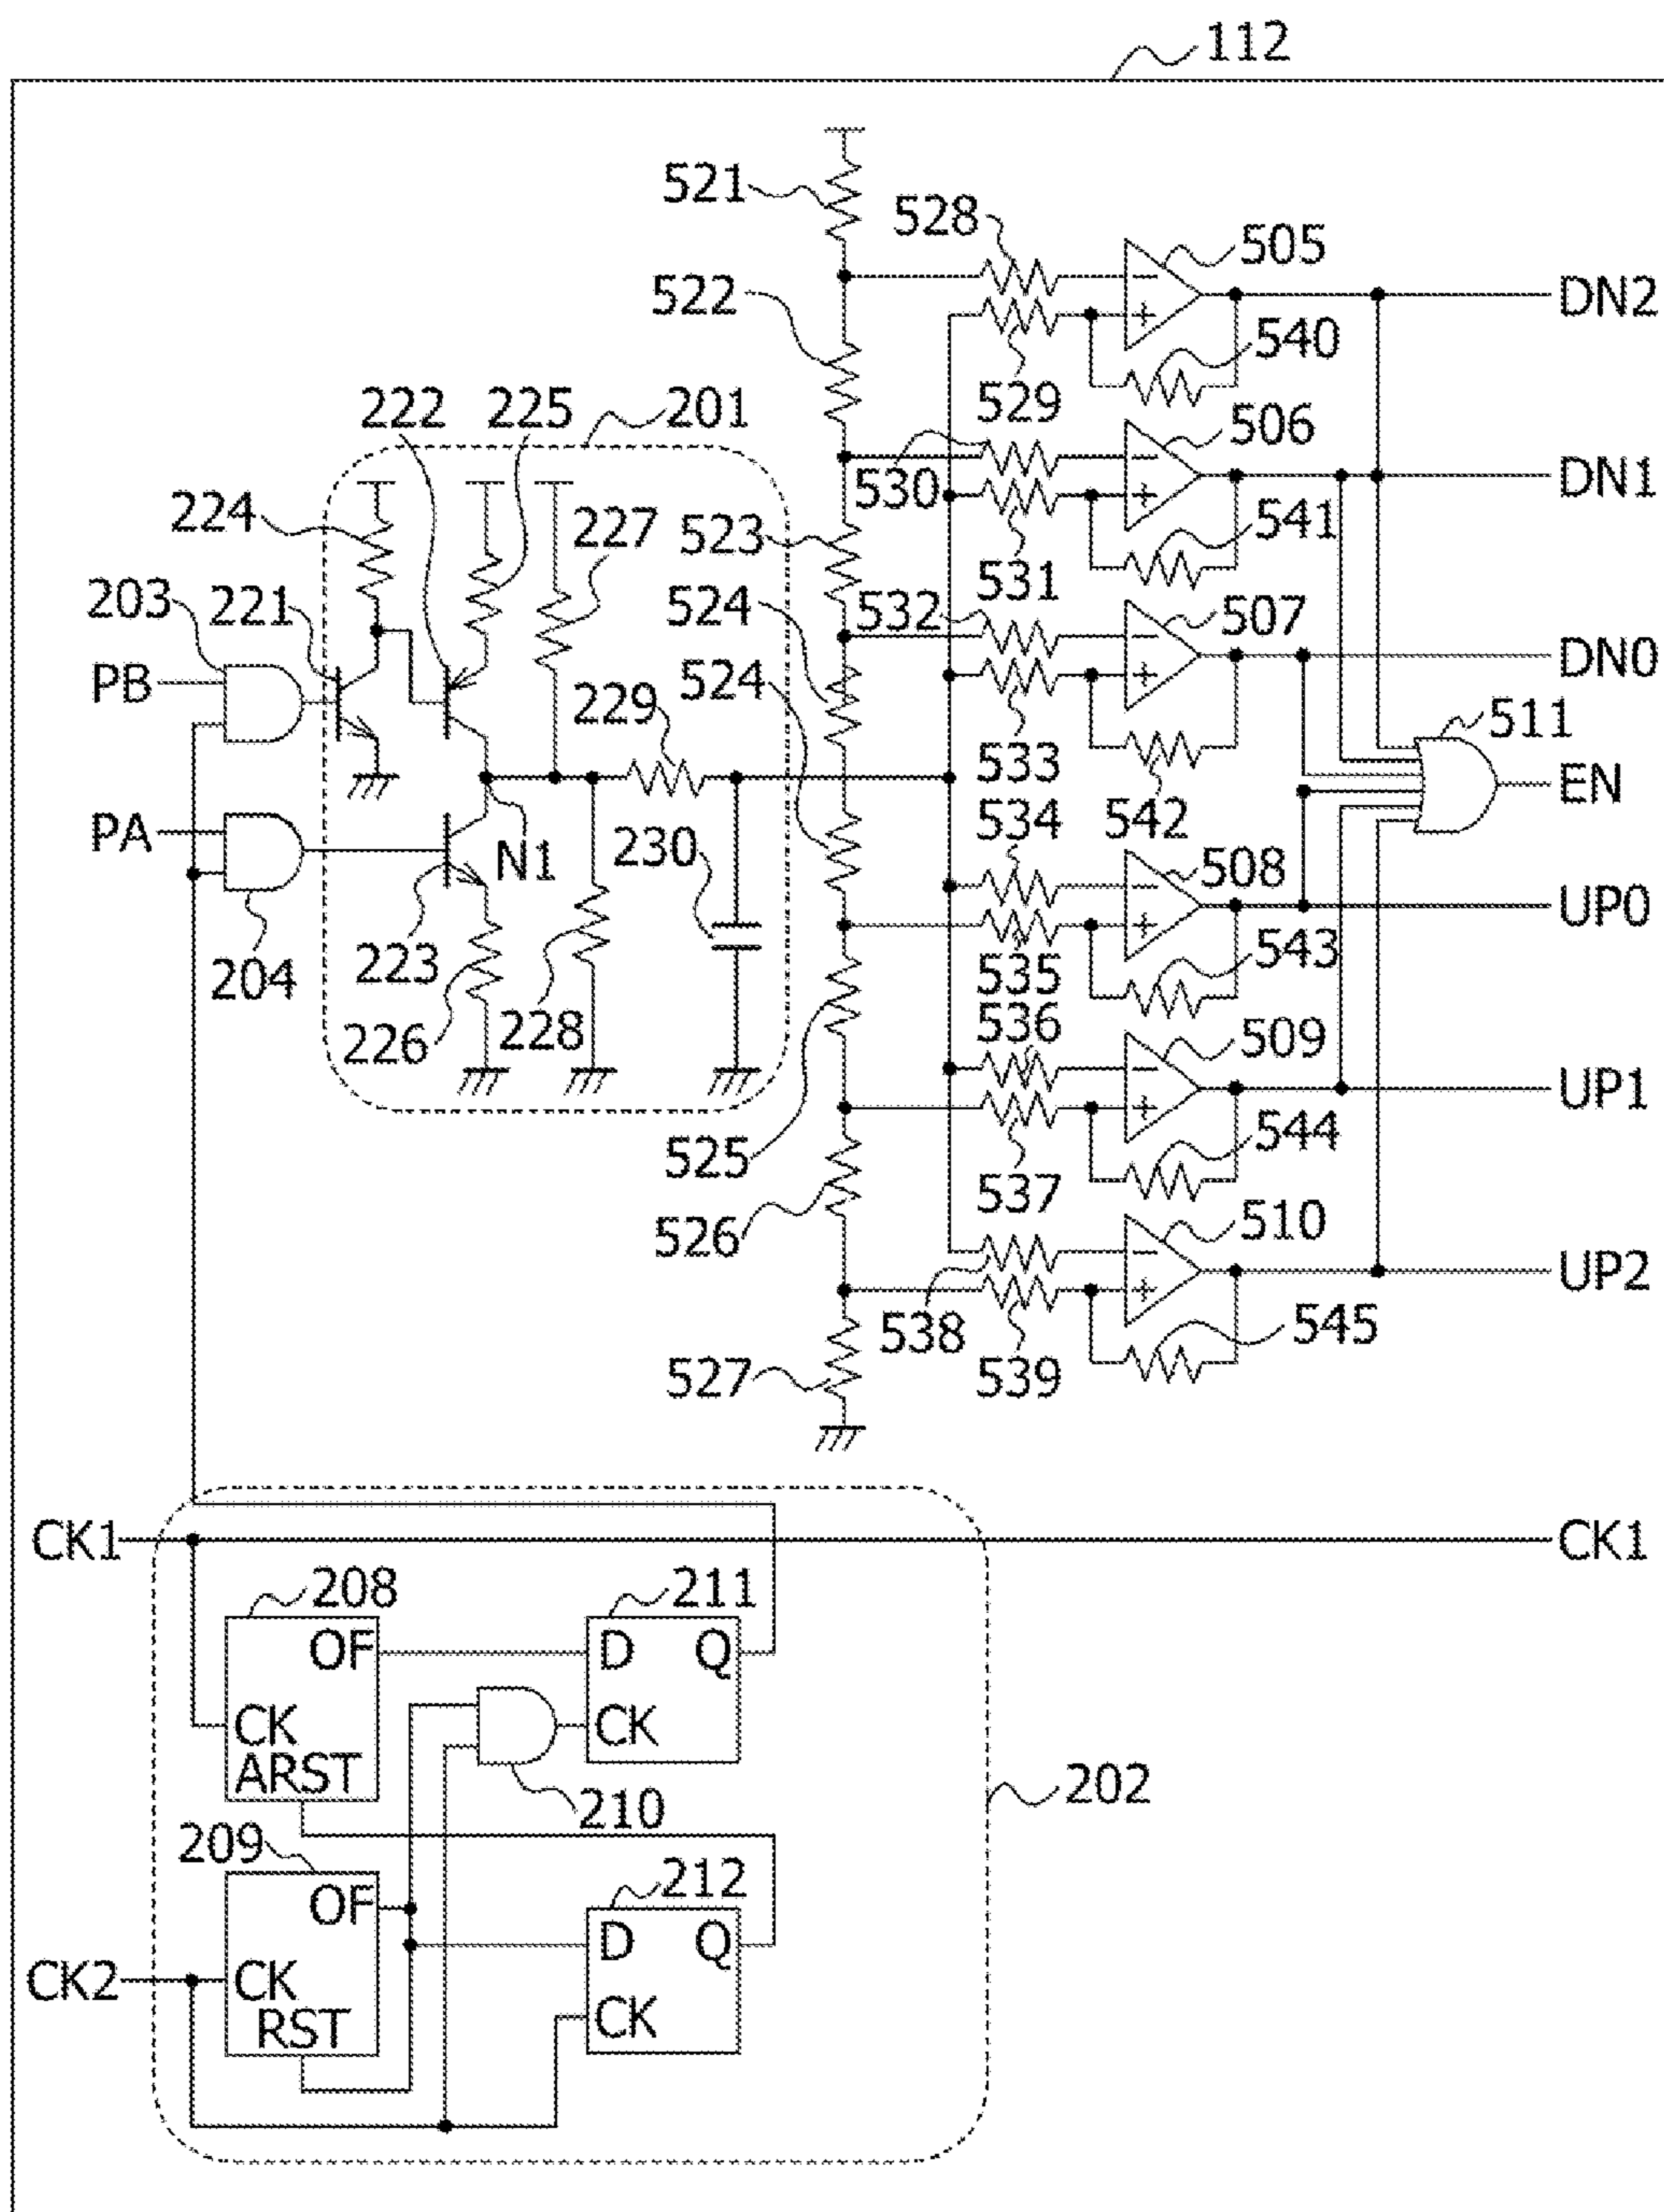 112
521
528
505
DN2
522
540
529
222
225
201
506
530
DN1
224
227
523
541
531
203
221
524
532
507
DN0
PB
524
229
511
533
EN
PA
N1
230
534
542
508
UP0
204
223
535
543
226
228
536
509
UP1
525
544
537
526
510
UP2
538
545
527
539
CK1
CK1
208
211
OF
D
Q
CK
CK
ARST
210
202
209
212
OF
D
Q
CK2
CK
CK
RST